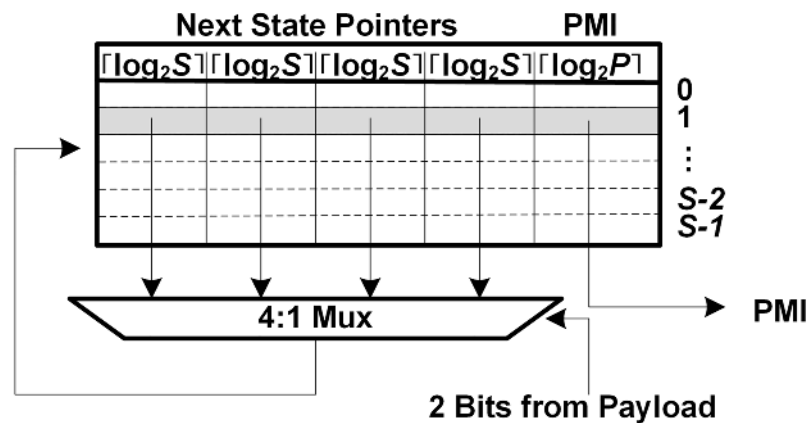 Next State Pointers PMI
⌈log₂S⌉ ⌈log₂S⌉ ⌈log₂S⌉ ⌈log₂S⌉ ⌈log₂P⌉
0
1
⋮
S-2
S-1
4:1 Mux
PMI
2 Bits from Payload